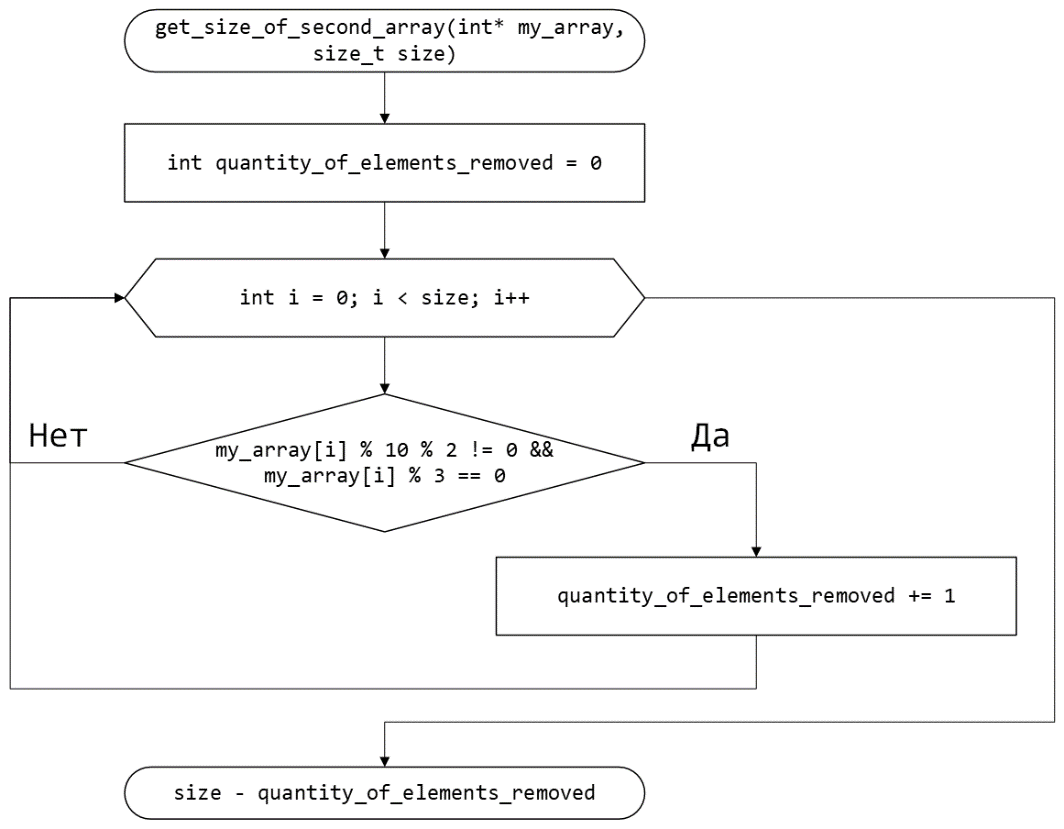 get_size_of_second_array(int* my_array,
size_t size)
int quantity_of_elements_removed = 0
int i = 0; i < size; i++
Нет
Да
my_array[i] % 10 % 2 != 0 &&
my_array[i] % 3 == 0
quantity_of_elements_removed += 1
size - quantity_of_elements_removed